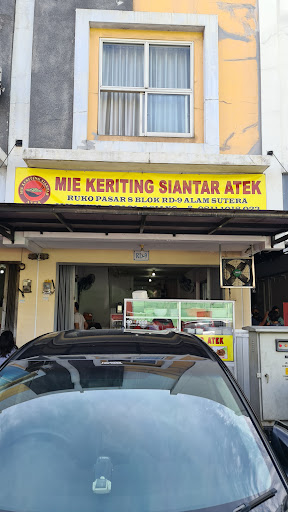 MIE KERITING SIANTAR ATEK
RUKO PASAR 8 BLOK RD-9 ALAM SUTERA
ATEK